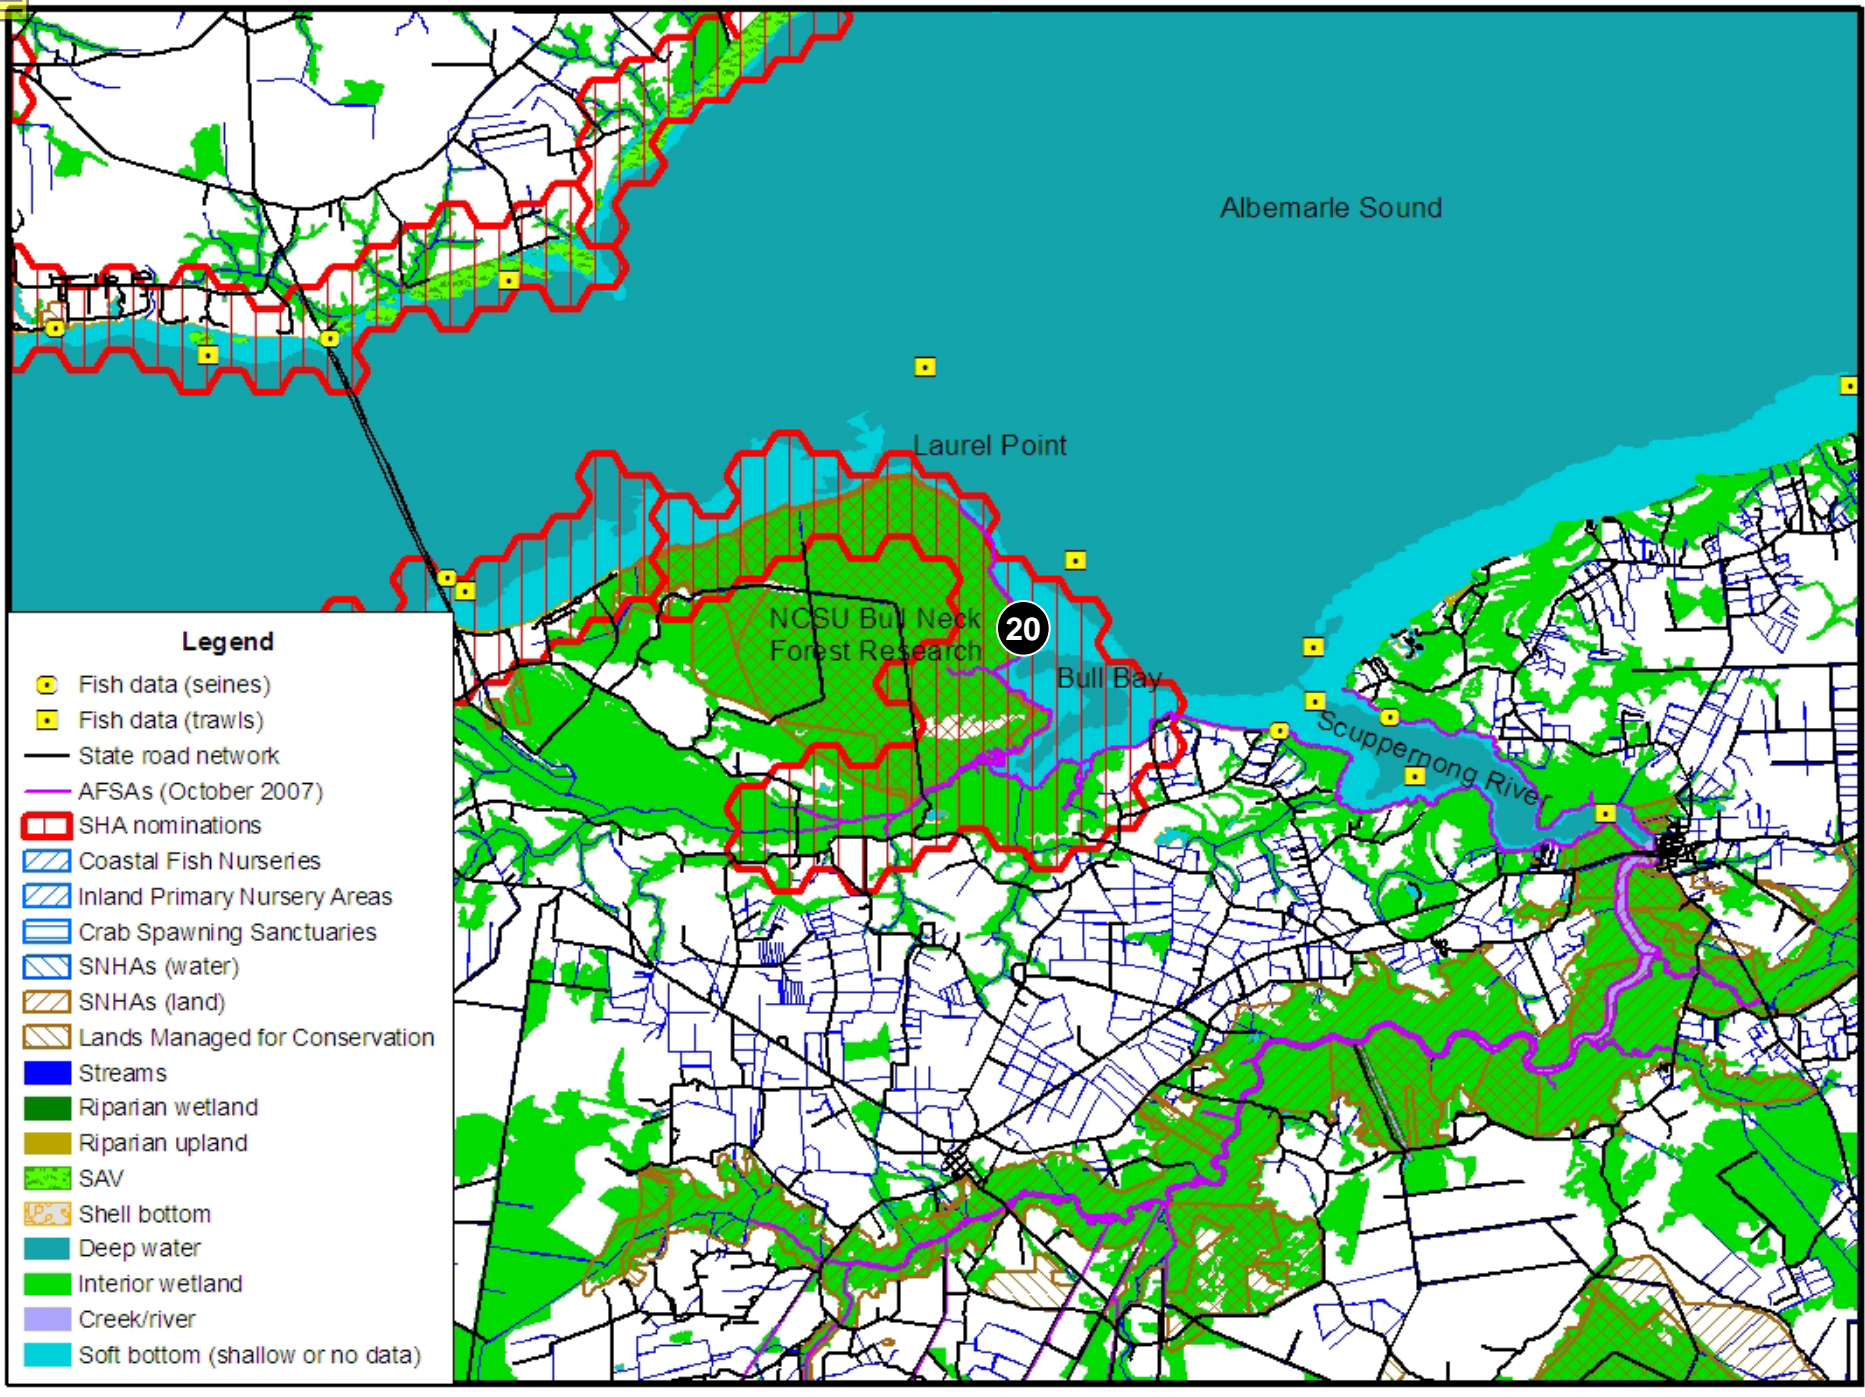 Albemarle Sound
Laurel Point
NCSU Bull Neck
Forest Research
20
Bull Bay
Scuppernong River
Legend
Fish data (seines)
Fish data (trawls)
State road network
AFSAs (October 2007)
SHA nominations
Coastal Fish Nurseries
Inland Primary Nursery Areas
Crab Spawning Sanctuaries
SNHAs (water)
SNHAs (land)
Lands Managed for Conservation
Streams
Riparian wetland
Riparian upland
SAV
Shell bottom
Deep water
Interior wetland
Creek/river
Soft bottom (shallow or no data)